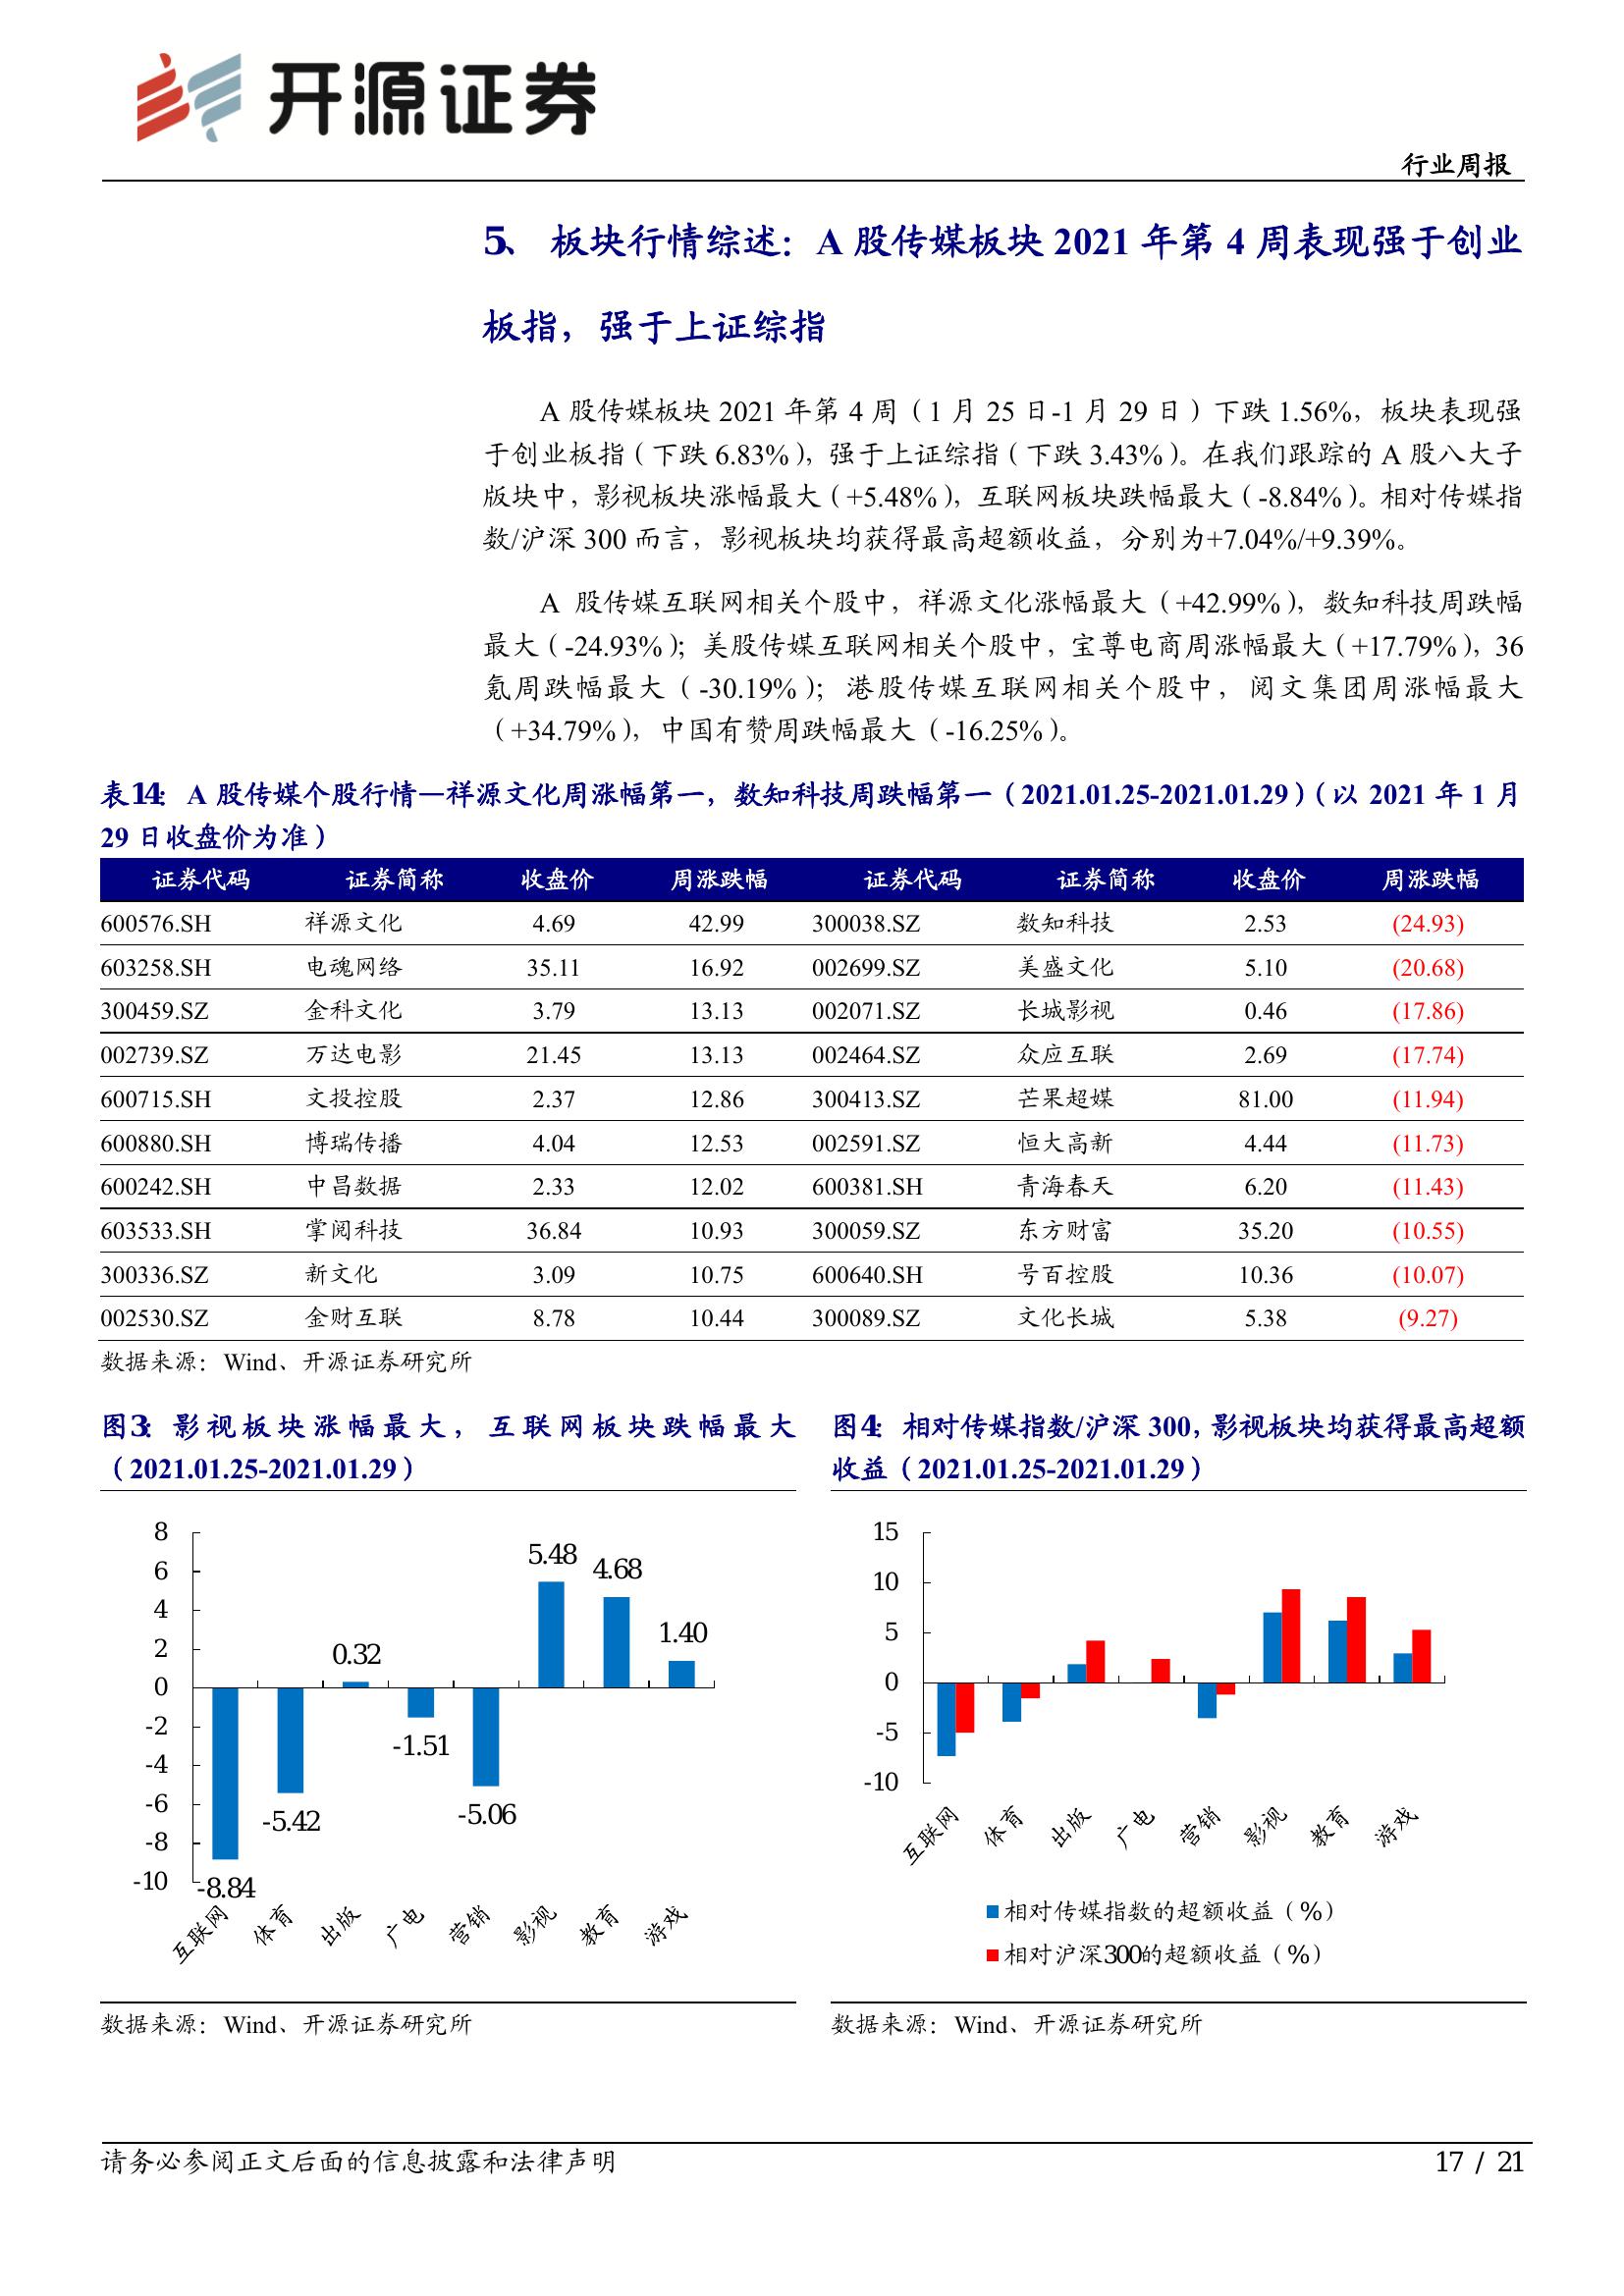 开源证券
行业周报
5、 板块行情综述：A 股传媒板块 2021 年第 4 周表现强于创业
板指，强于上证综指
A 股传媒板块 2021 年第 4 周（1 月 25 日-1 月 29 日）下跌 1.56%，板块表现强
于创业板指（下跌 6.83%），强于上证综指（下跌 3.43%）。在我们跟踪的 A 股八大子
版块中，影视板块涨幅最大（+5.48%），互联网板块跌幅最大（-8.84%）。相对传媒指
数/沪深 300 而言，影视板块均获得最高超额收益，分别为+7.04%/+9.39%。
A 股传媒互联网相关个股中，祥源文化涨幅最大（+42.99%），数知科技周跌幅
最大（-24.93%）；美股传媒互联网相关个股中，宝尊电商周涨幅最大（+17.79%），36
氪周跌幅最大（-30.19%）；港股传媒互联网相关个股中，阅文集团周涨幅最大
（+34.79%），中国有赞周跌幅最大（-16.25%）。
表14：A 股传媒个股行情—祥源文化周涨幅第一，数知科技周跌幅第一（2021.01.25-2021.01.29）（以 2021 年 1 月
29 日收盘价为准）
证券代码 证券简称 收盘价 周涨跌幅 证券代码 证券简称 收盘价 周涨跌幅
600576.SH 祥源文化 4.69 42.99 300038.SZ 数知科技 2.53 (24.93)
603258.SH 电魂网络 35.11 16.92 002699.SZ 美盛文化 5.10 (20.68)
300459.SZ 金科文化 3.79 13.13 002071.SZ 长城影视 0.46 (17.86)
002739.SZ 万达电影 21.45 13.13 002464.SZ 众应互联 2.69 (17.74)
600715.SH 文投控股 2.37 12.86 300413.SZ 芒果超媒 81.00 (11.94)
600880.SH 博瑞传播 4.04 12.53 002591.SZ 恒大高新 4.44 (11.73)
600242.SH 中昌数据 2.33 12.02 600381.SH 青海春天 6.20 (11.43)
603533.SH 掌阅科技 36.84 10.93 300059.SZ 东方财富 35.20 (10.55)
300336.SZ 新文化 3.09 10.75 600640.SH 号百控股 10.36 (10.07)
002530.SZ 金财互联 8.78 10.44 300089.SZ 文化长城 5.38 (9.27)
数据来源：Wind、开源证券研究所
图3：影视板块涨幅最大，互联网板块跌幅最大
（2021.01.25-2021.01.29）
8
6
4
2
0
-2
-4
-6
-8
-10
-8.84
-5.42
0.32
-1.51
-5.06
5.48
4.68
1.40
互联网
体育
出版
广电
营销
影视
教育
游戏
数据来源：Wind、开源证券研究所
图4：相对传媒指数/沪深 300，影视板块均获得最高超额
收益（2021.01.25-2021.01.29）
15
10
5
0
-5
-10
互联网
体育
出版
广电
营销
影视
教育
游戏
相对传媒指数的超额收益（%）
相对沪深300的超额收益（%）
数据来源：Wind、开源证券研究所
请务必参阅正文后面的信息披露和法律声明
17 / 21